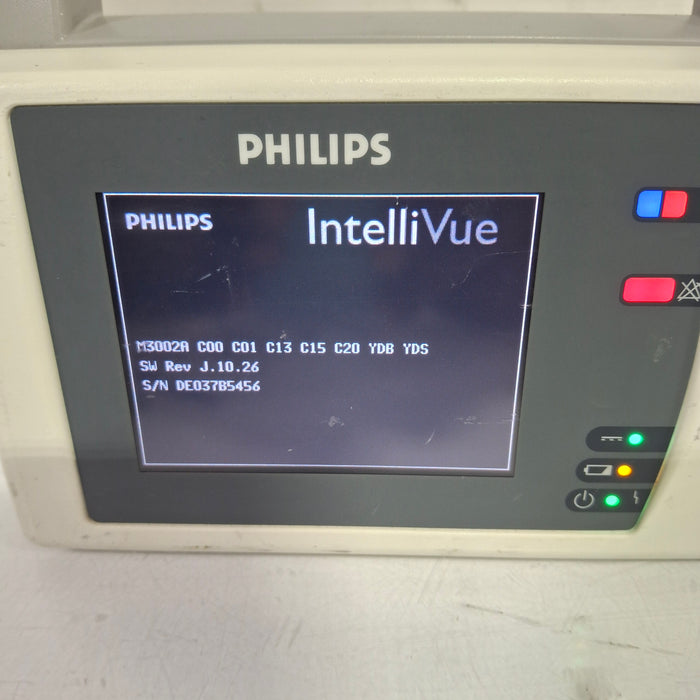 PHILIPS
PHILIPS IntelliVue
M3002A C00 C01 C13 C15 C20 YDB YDS
SW Rev J.10.26
S/N DE037B5456